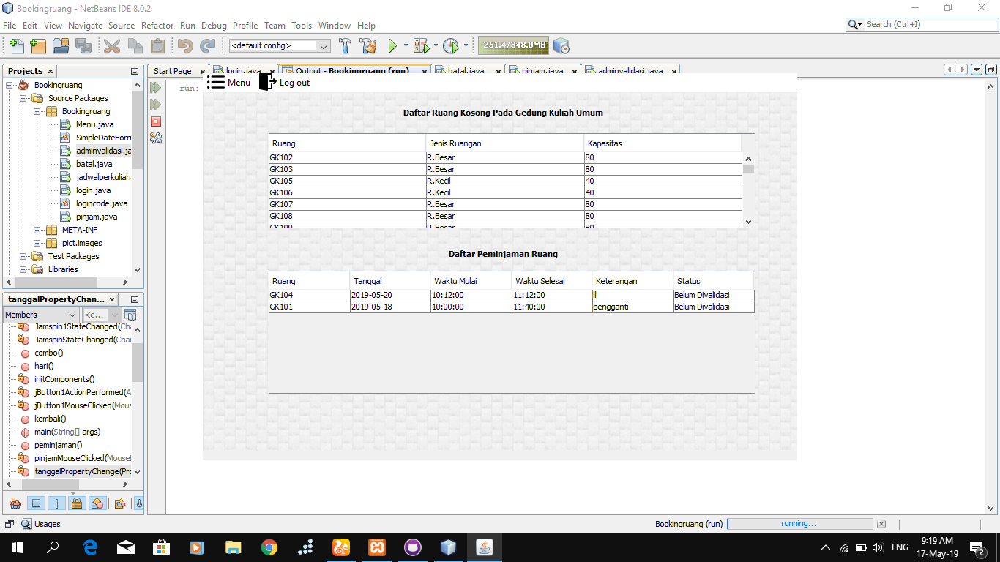 Bookingruang - NetBeans IDE 8.0.2
File Edit View Navigate Source Refactor Run Debug Profile Team Tools Window Help
Search (Ctrl+I)
<default config>
251.4/348.0MB
Projects
Start Page
login.java
Output - Bookingruang (run)
batal.java
pinjam.java
adminvalidasi.java
Bookingruang
Source Packages
Bookingruang
Menu.java
SimpleDateForm
adminvalidasi.ja
batal.java
jadwalperkuliah
login.java
logincode.java
pinjam.java
META-INF
pict.images
Test Packages
Libraries
run:
Menu
Log out
Daftar Ruang Kosong Pada Gedung Kuliah Umum
Ruang Jenis Ruangan Kapasitas
GK102 R.Besar 80
GK103 R.Besar 80
GK105 R.Kecil 40
GK106 R.Kecil 40
GK107 R.Besar 80
GK108 R.Besar 80
GK109 R.Besar 80
Daftar Peminjaman Ruang
Ruang Tanggal Waktu Mulai Waktu Selesai Keterangan Status
GK104 2019-05-20 10:12:00 11:12:00 lll Belum Divalidasi
GK101 2019-05-18 10:00:00 11:40:00 pengganti Belum Divalidasi
tanggalPropertyChan...
Members
<e...
Jamspin1StateChanged(Cha
JamspinStateChanged(Chan
combo()
hari()
initComponents()
jButton1ActionPerformed(A
jButton1MouseClicked(Mous
kembali()
main(String[] args)
peminjaman()
pinjamMouseClicked(MouseE
tanggalPropertyChange(Pro
Usages
Bookingruang (run)
running...
ENG
9:19 AM
17-May-19
2